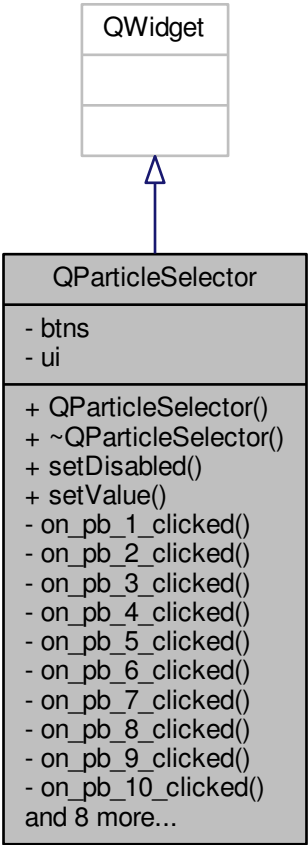 QWidget
QParticleSelector
- btns
- ui
+ QParticleSelector()
+ ~QParticleSelector()
+ setDisabled()
+ setValue()
- on_pb_1_clicked()
- on_pb_2_clicked()
- on_pb_3_clicked()
- on_pb_4_clicked()
- on_pb_5_clicked()
- on_pb_6_clicked()
- on_pb_7_clicked()
- on_pb_8_clicked()
- on_pb_9_clicked()
- on_pb_10_clicked()
and 8 more...